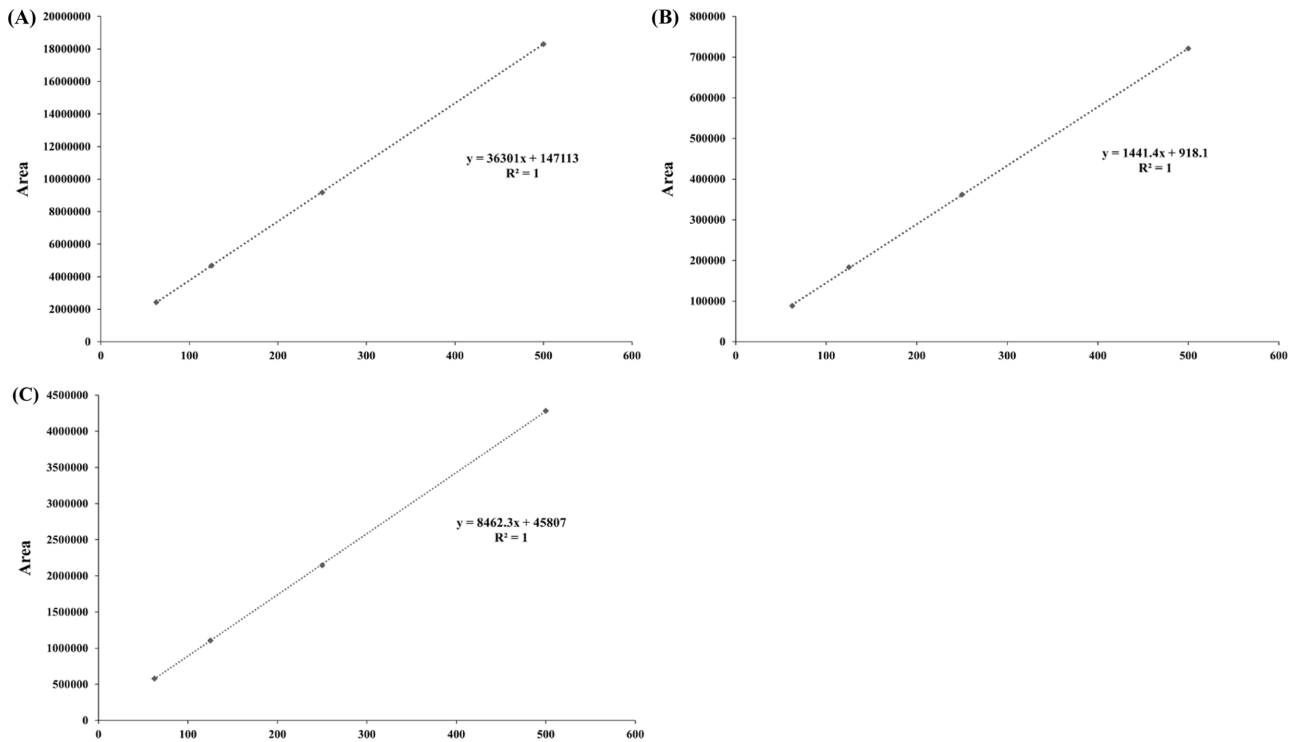 (A)
20000000
18000000
16000000
14000000
12000000
10000000
8000000
6000000
4000000
2000000
0
Area
y = 36301x + 147113
R² = 1
0 100 200 300 400 500 600
(B)
800000
700000
600000
500000
400000
300000
200000
100000
0
Area
y = 1441.4x + 918.1
R² = 1
0 100 200 300 400 500 600
(C)
4500000
4000000
3500000
3000000
2500000
2000000
1500000
1000000
500000
0
Area
y = 8462.3x + 45807
R² = 1
0 100 200 300 400 500 600